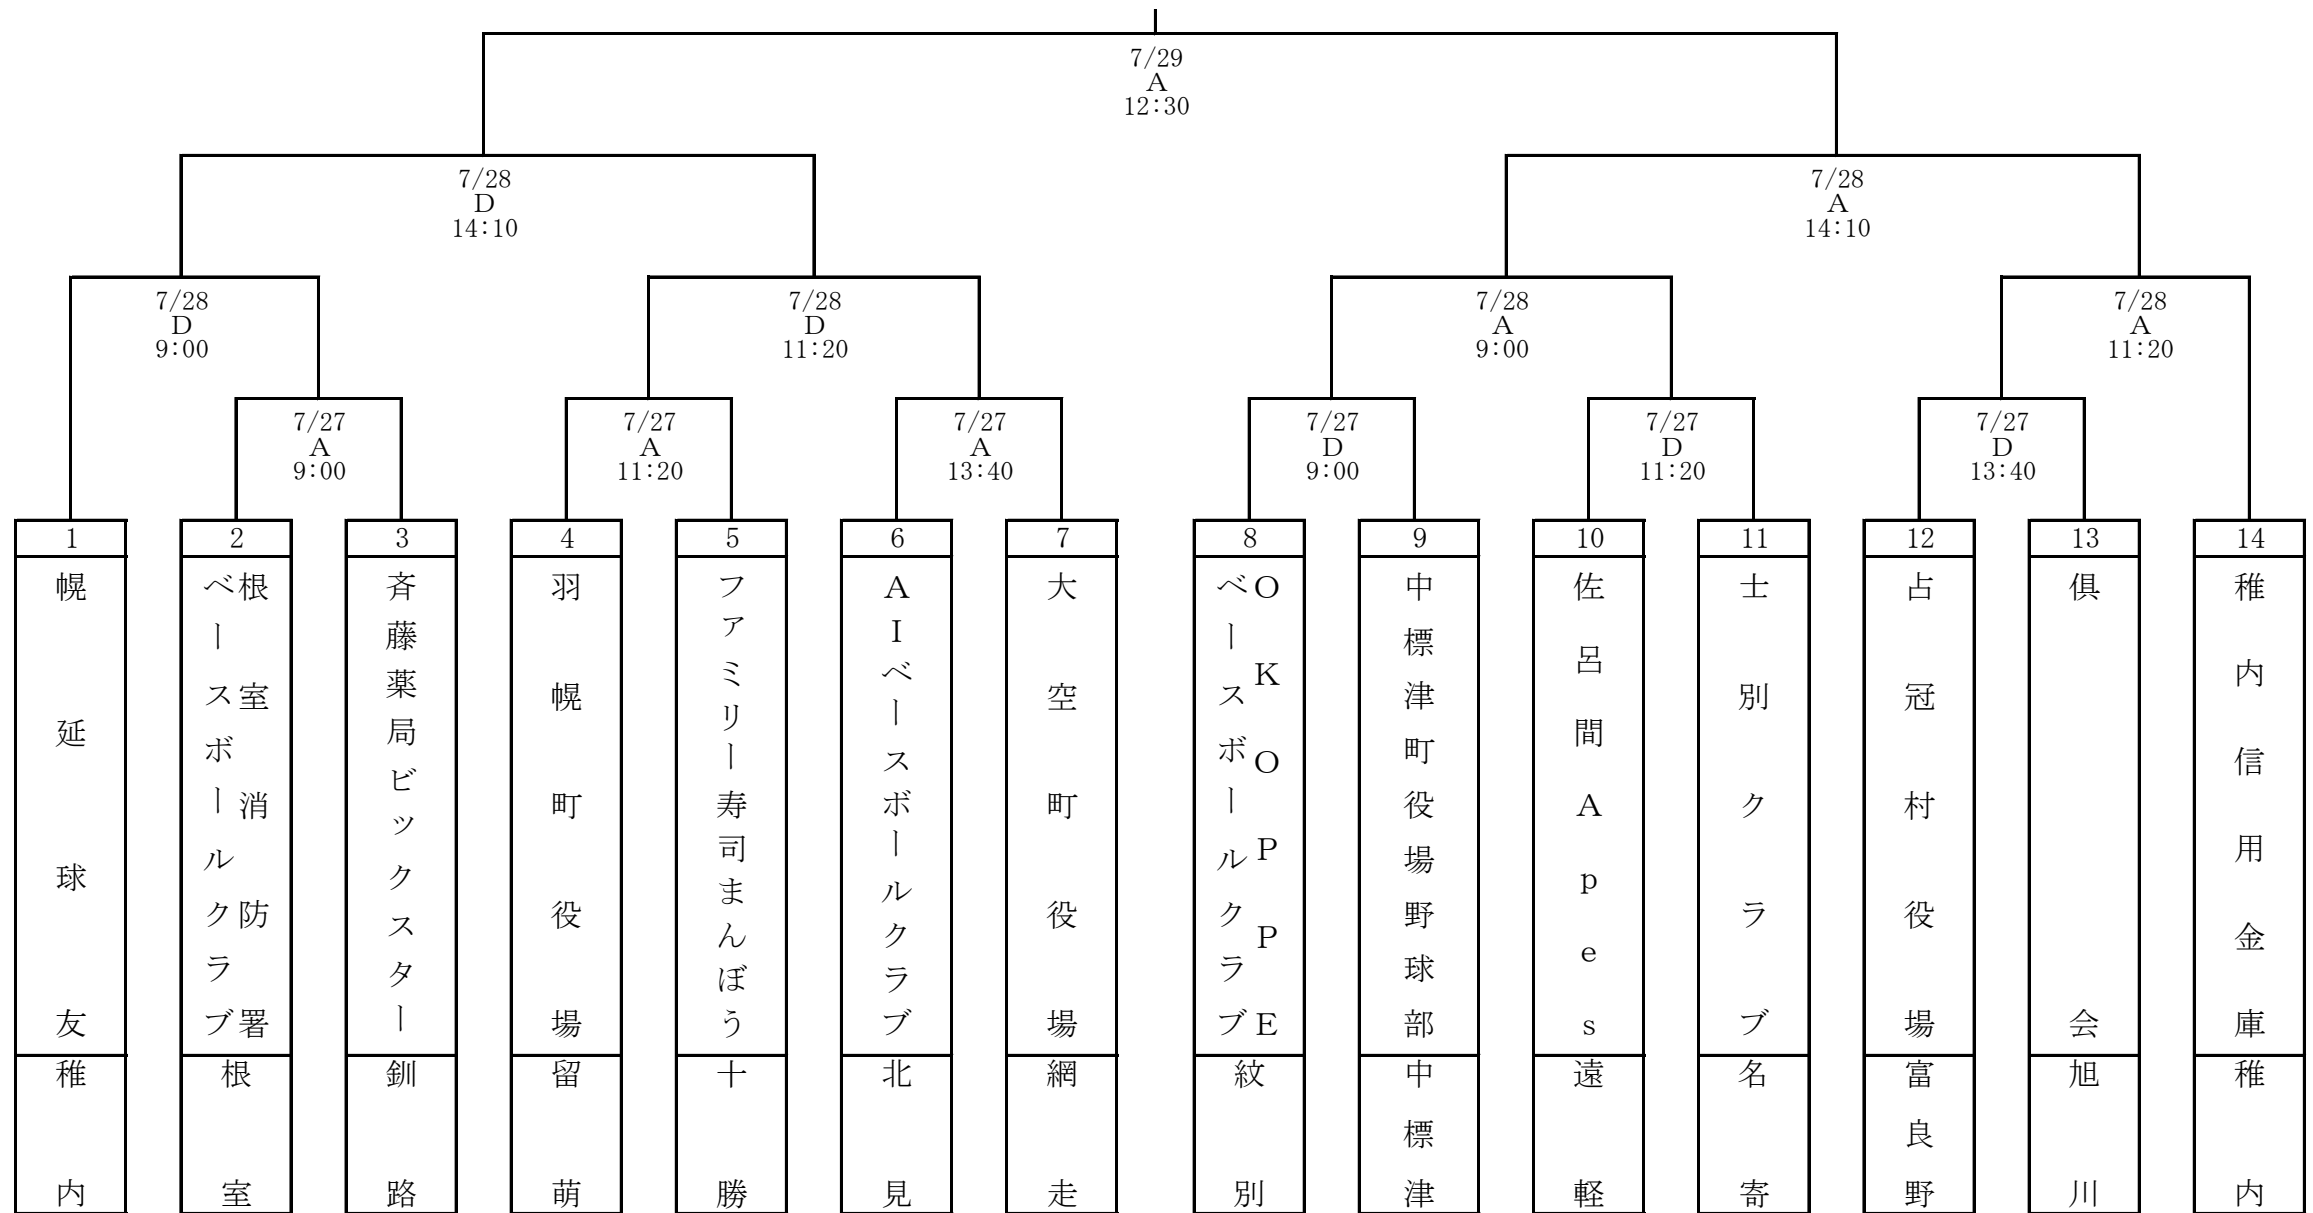 7/29
A
12:30
7/28
D
14:10
7/28
A
14:10
7/28
D
9:00
7/28
D
11:20
7/28
A
9:00
7/28
A
11:20
7/27
A
9:00
7/27
A
11:20
7/27
A
13:40
7/27
D
9:00
7/27
D
11:20
7/27
D
13:40
1
幌延球友
稚内
2
根室消防署
ベースボールクラブ
根室
3
斉藤薬局ビックスター
釧路
4
羽幌町役場
留萌
5
ファミリー寿司まんぼう
十勝
6
AIベースボールクラブ
北見
7
大空町役場
網走
8
OKOPPE
ベースボールクラブ
紋別
9
中標津町役場野球部
中標津
10
佐呂間Apes
遠軽
11
士別クラブ
名寄
12
占冠村役場
富良野
13
倶会
旭川
14
稚内信用金庫
稚内